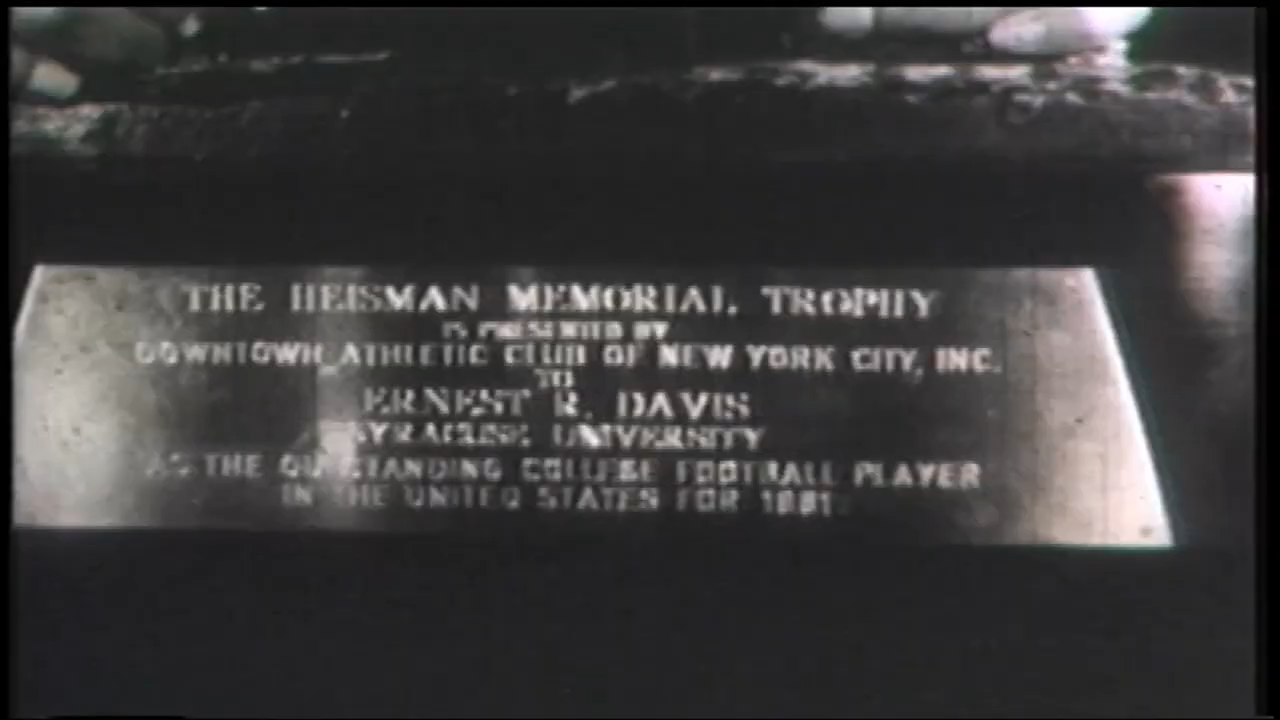 THE HEISMAN MEMORIAL TROPHY
IS PRESENTED BY
DOWNTOWN ATHLETIC CLUB OF NEW YORK CITY, INC.
TO
ERNEST R. DAVIS
SYRACUSE UNIVERSITY
AS THE OUTSTANDING COLLEGE FOOTBALL PLAYER
IN THE UNITED STATES FOR 1961